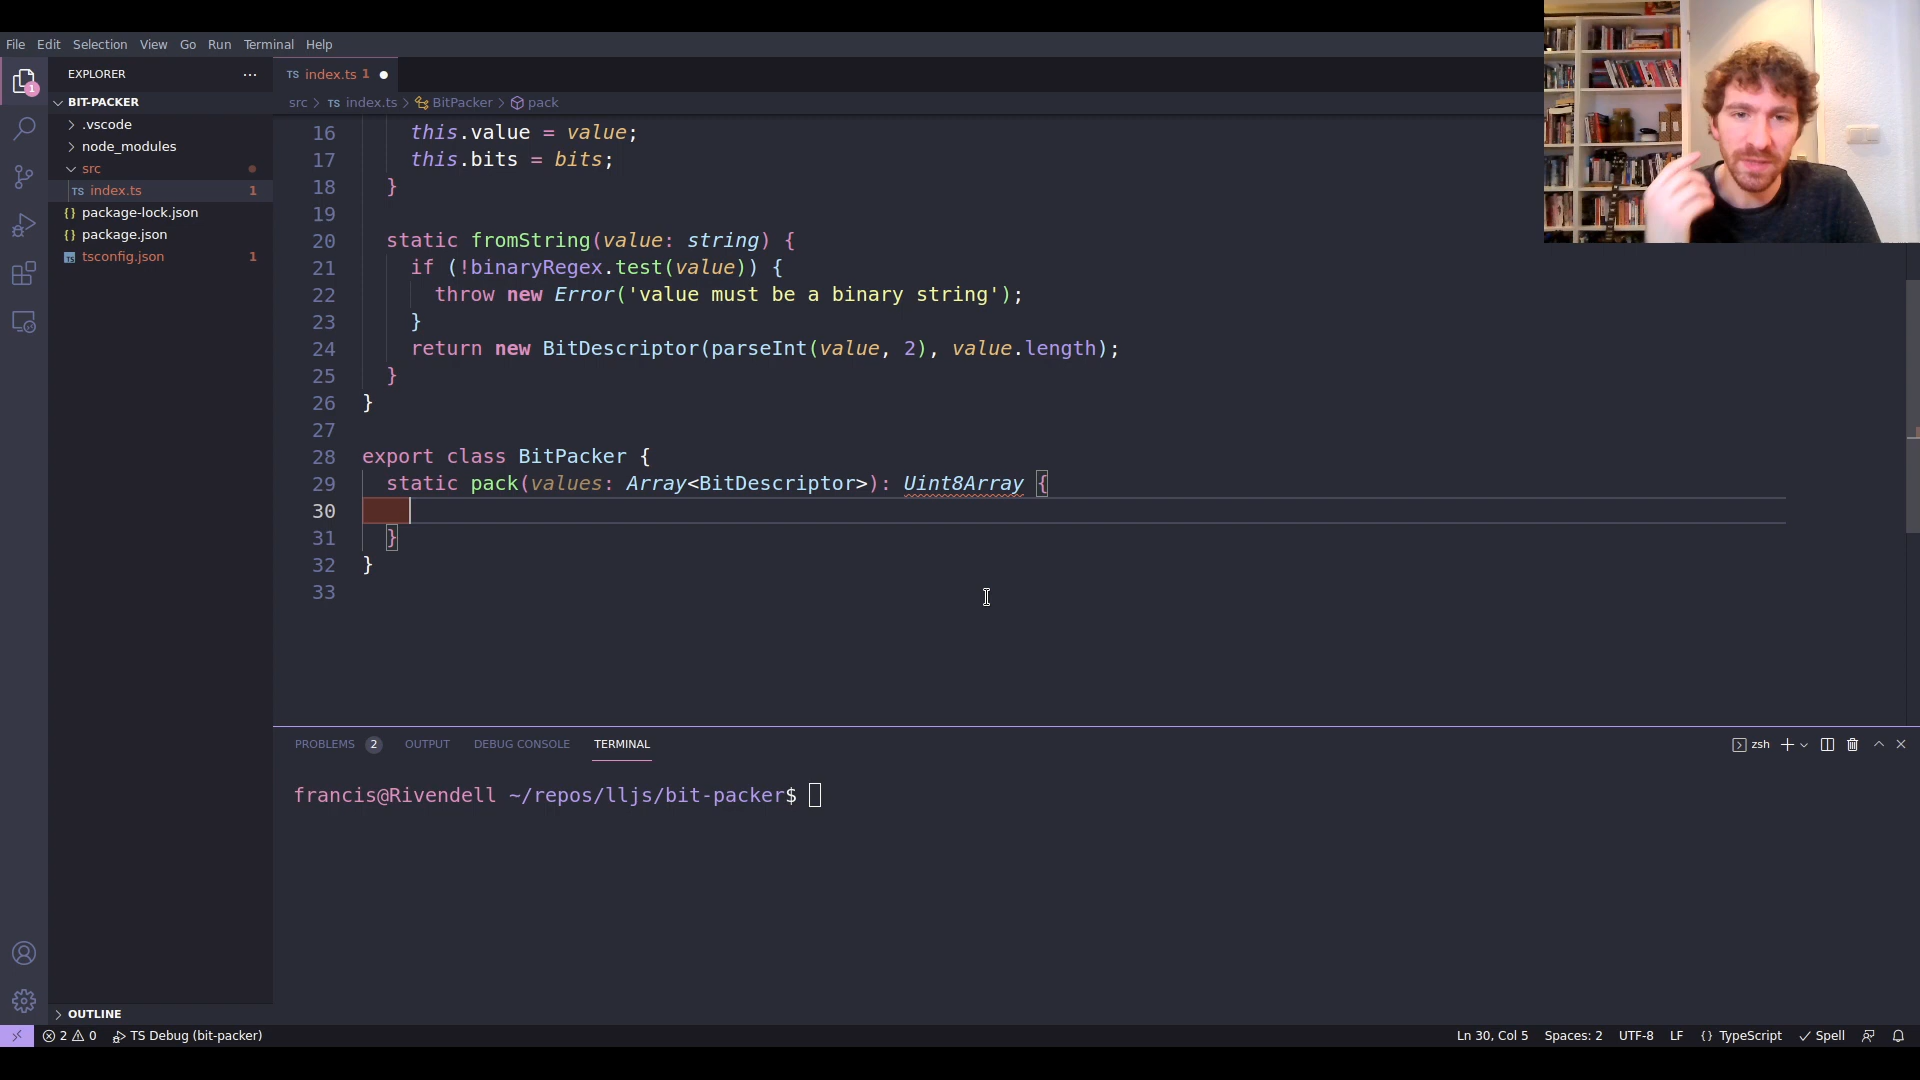 File Edit Selection View Go Run Terminal Help
EXPLORER ...
TS index.ts 1
1
BIT-PACKER
src > TS index.ts > BitPacker > pack
.vscode
node_modules
src
TS index.ts 1
{} package-lock.json
{} package.json
TS tsconfig.json 1
16 this.value = value;
17 this.bits = bits;
18 }
19
20 static fromString(value: string) {
21 if (!binaryRegex.test(value)) {
22 throw new Error('value must be a binary string');
23 }
24 return new BitDescriptor(parseInt(value, 2), value.length);
25 }
26 }
27
28 export class BitPacker {
29 static pack(values: Array<BitDescriptor>): Uint8Array {
30
31 }
32 }
33
PROBLEMS 2 OUTPUT DEBUG CONSOLE TERMINAL
zsh
francis@Rivendell ~/repos/lljs/bit-packer$
OUTLINE
2 0 TS Debug (bit-packer)
Ln 30, Col 5 Spaces: 2 UTF-8 LF {} TypeScript Spell